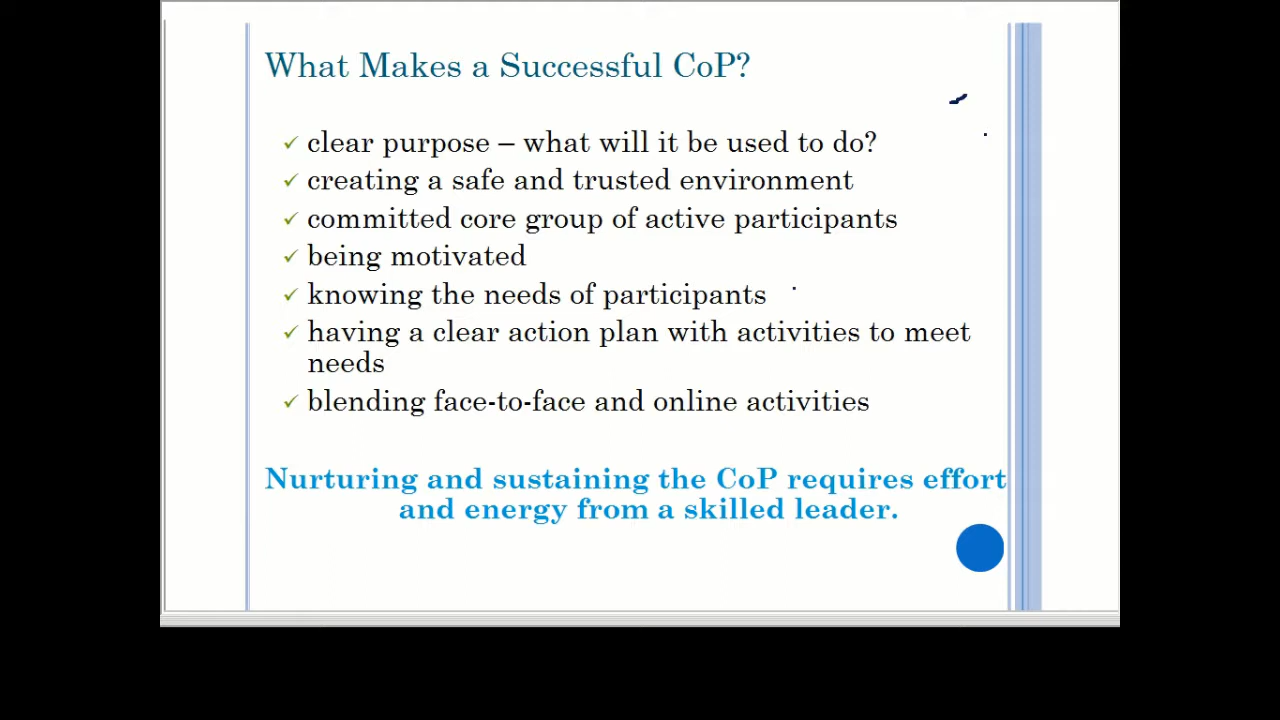 What Makes a Successful CoP?
✓ clear purpose – what will it be used to do?
✓ creating a safe and trusted environment
✓ committed core group of active participants
✓ being motivated
✓ knowing the needs of participants
✓ having a clear action plan with activities to meet
needs
✓ blending face-to-face and online activities
Nurturing and sustaining the CoP requires effort
and energy from a skilled leader.